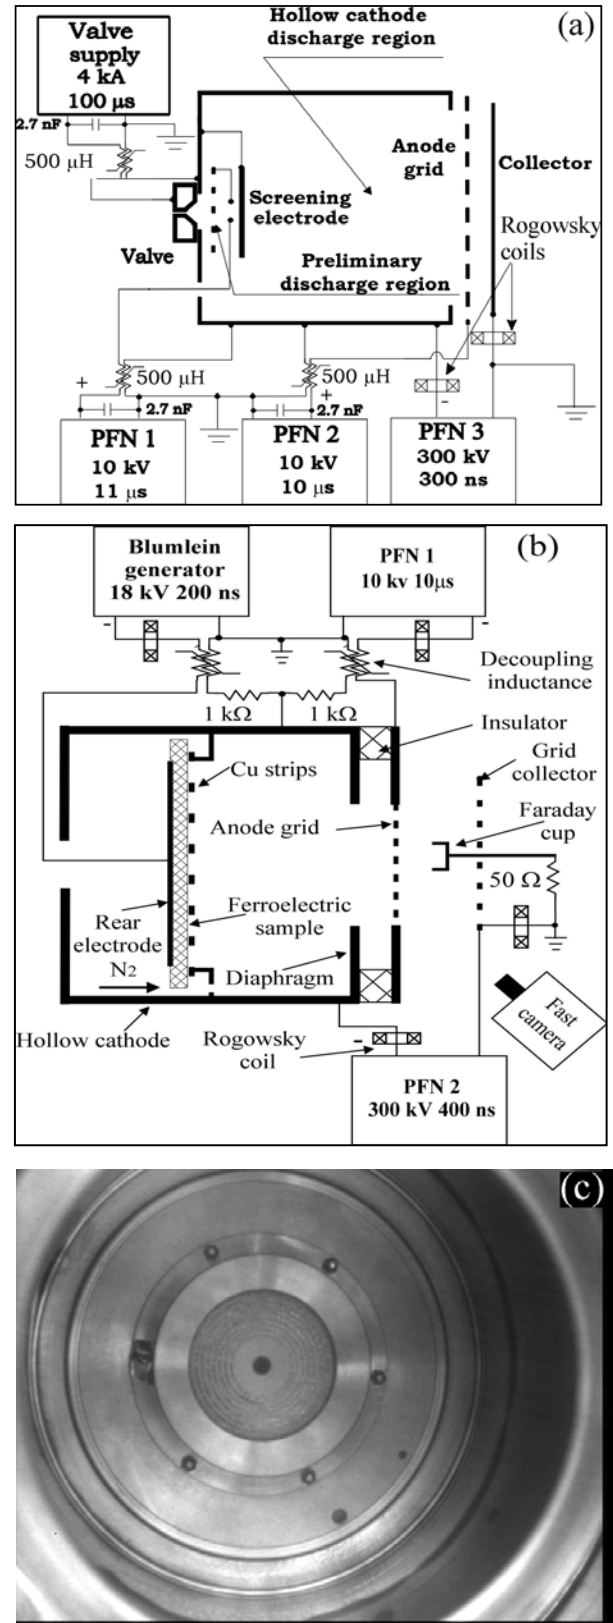 (a)
Hollow cathode
discharge region
Valve
supply
4 kA
100 μs
2.7 nF
500 μH
Anode
grid
Collector
Screening
electrode
Rogowsky
coils
Valve
Preliminary
discharge region
+
500 μH
500 μH
+
-
2.7 nF
2.7 nF
PFN 1
10 kV
11 μs
PFN 2
10 kV
10 μs
PFN 3
300 kV
300 ns
(b)
Blumlein
generator
18 kV 200 ns
PFN 1
10 kv 10μs
-
-
Decoupling
inductance
1 kΩ
1 kΩ
Insulator
Cu strips
Grid
collector
Anode grid
Faraday
cup
50 Ω
Rear
electrode
Ferroelectric
sample
N2
Diaphragm
Hollow cathode
Rogowsky
coil
-
Fast
camera
PFN 2
300 kV 400 ns
(c)